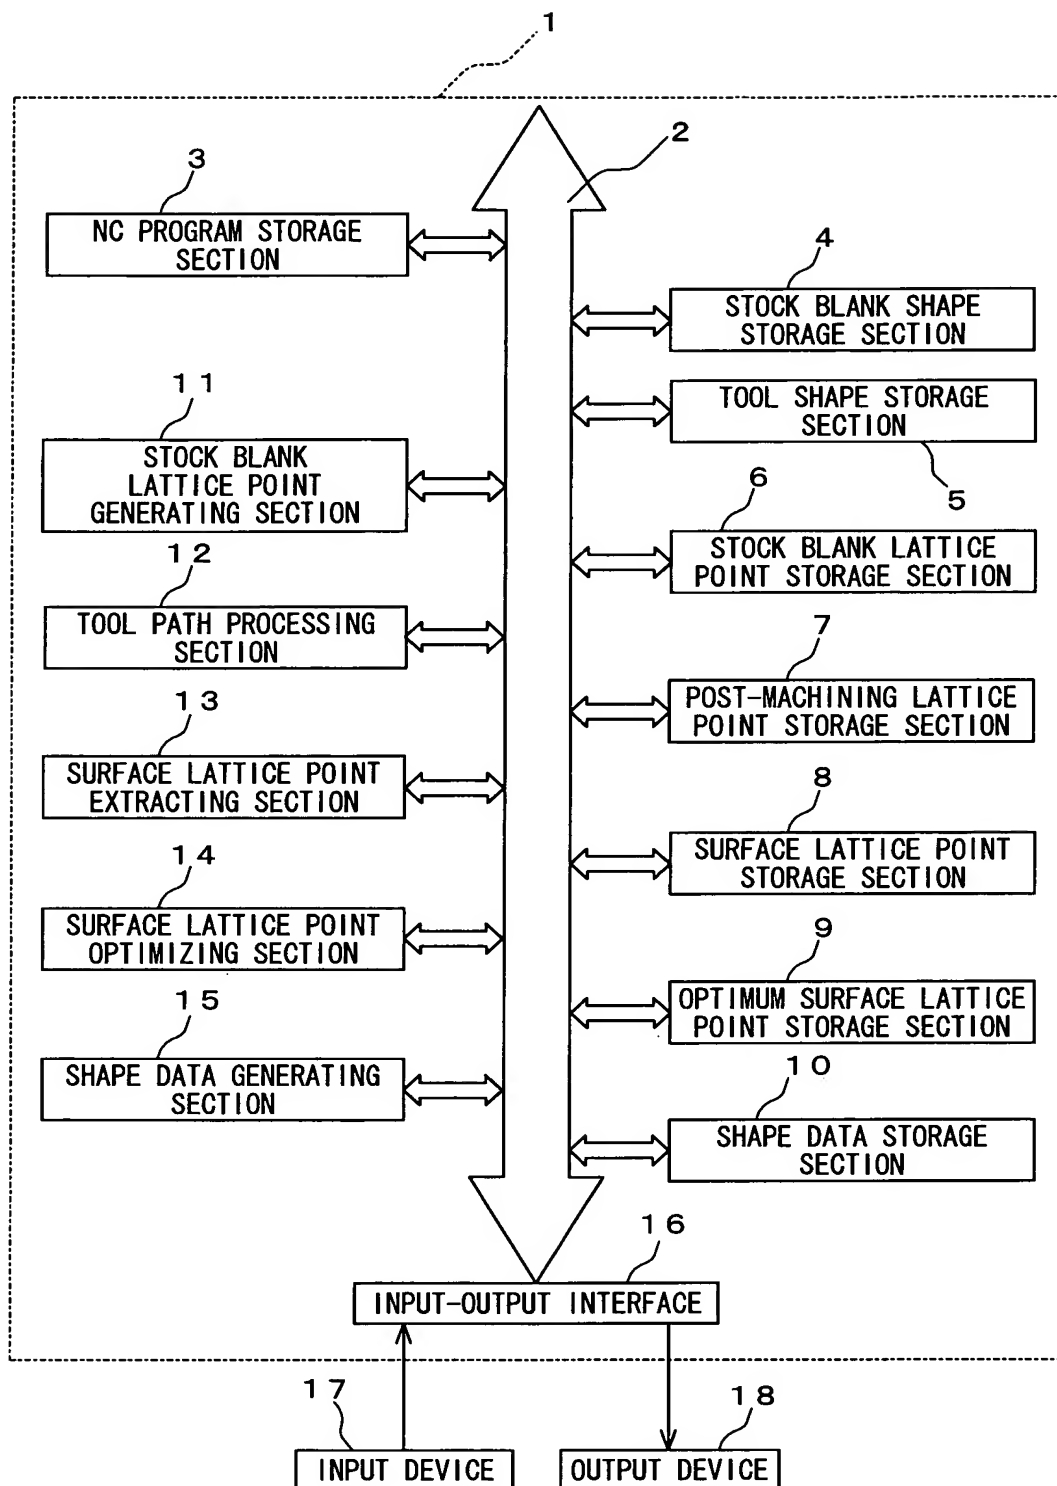 1
2
3
NC PROGRAM STORAGE
SECTION
4
STOCK BLANK SHAPE
STORAGE SECTION
11
STOCK BLANK
LATTICE POINT
GENERATING SECTION
TOOL SHAPE STORAGE
SECTION
5
6
STOCK BLANK LATTICE
POINT STORAGE SECTION
12
TOOL PATH PROCESSING
SECTION
7
POST-MACHINING LATTICE
POINT STORAGE SECTION
13
SURFACE LATTICE POINT
EXTRACTING SECTION
8
SURFACE LATTICE POINT
STORAGE SECTION
14
SURFACE LATTICE POINT
OPTIMIZING SECTION
9
OPTIMUM SURFACE LATTICE
POINT STORAGE SECTION
15
SHAPE DATA GENERATING
SECTION
10
SHAPE DATA STORAGE
SECTION
16
INPUT-OUTPUT INTERFACE
17
INPUT DEVICE
18
OUTPUT DEVICE